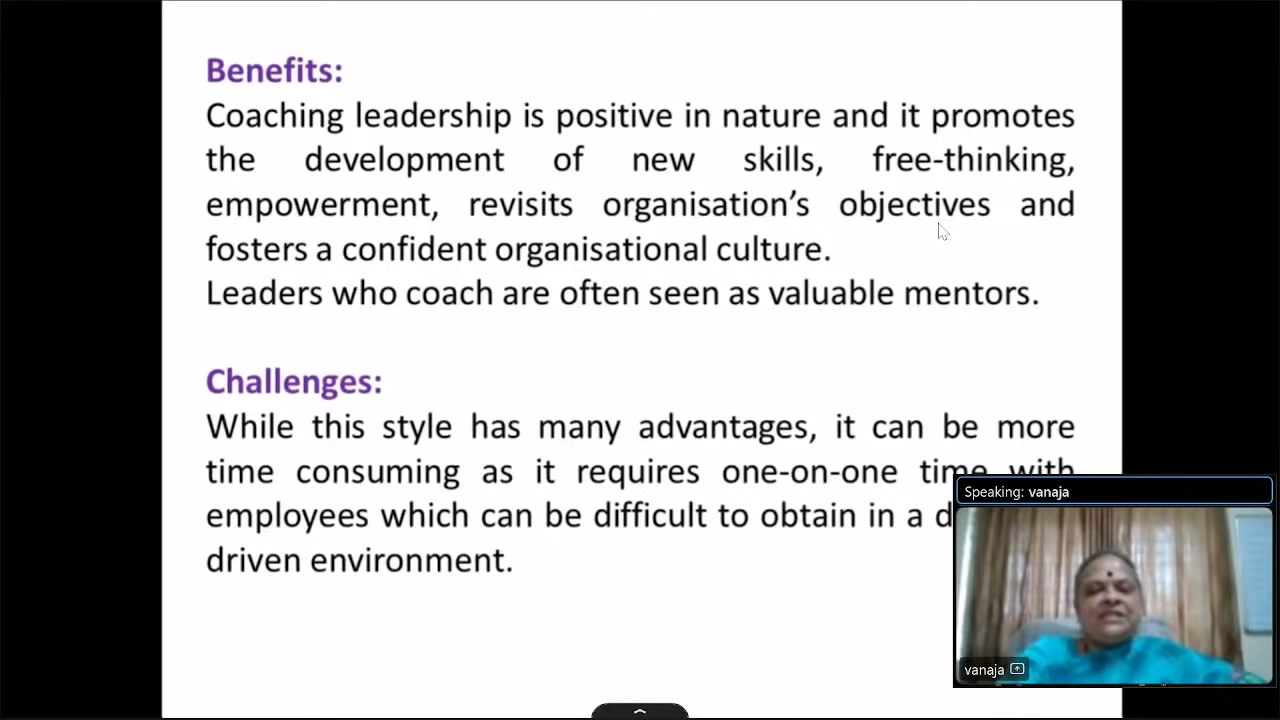 Benefits:
Coaching leadership is positive in nature and it promotes
the development of new skills, free-thinking,
empowerment, revisits organisation’s objectives and
fosters a confident organisational culture.
Leaders who coach are often seen as valuable mentors.
Challenges:
While this style has many advantages, it can be more
time consuming as it requires one-on-one time with
employees which can be difficult to obtain in a
driven environment.
Speaking: vanaja
vanaja